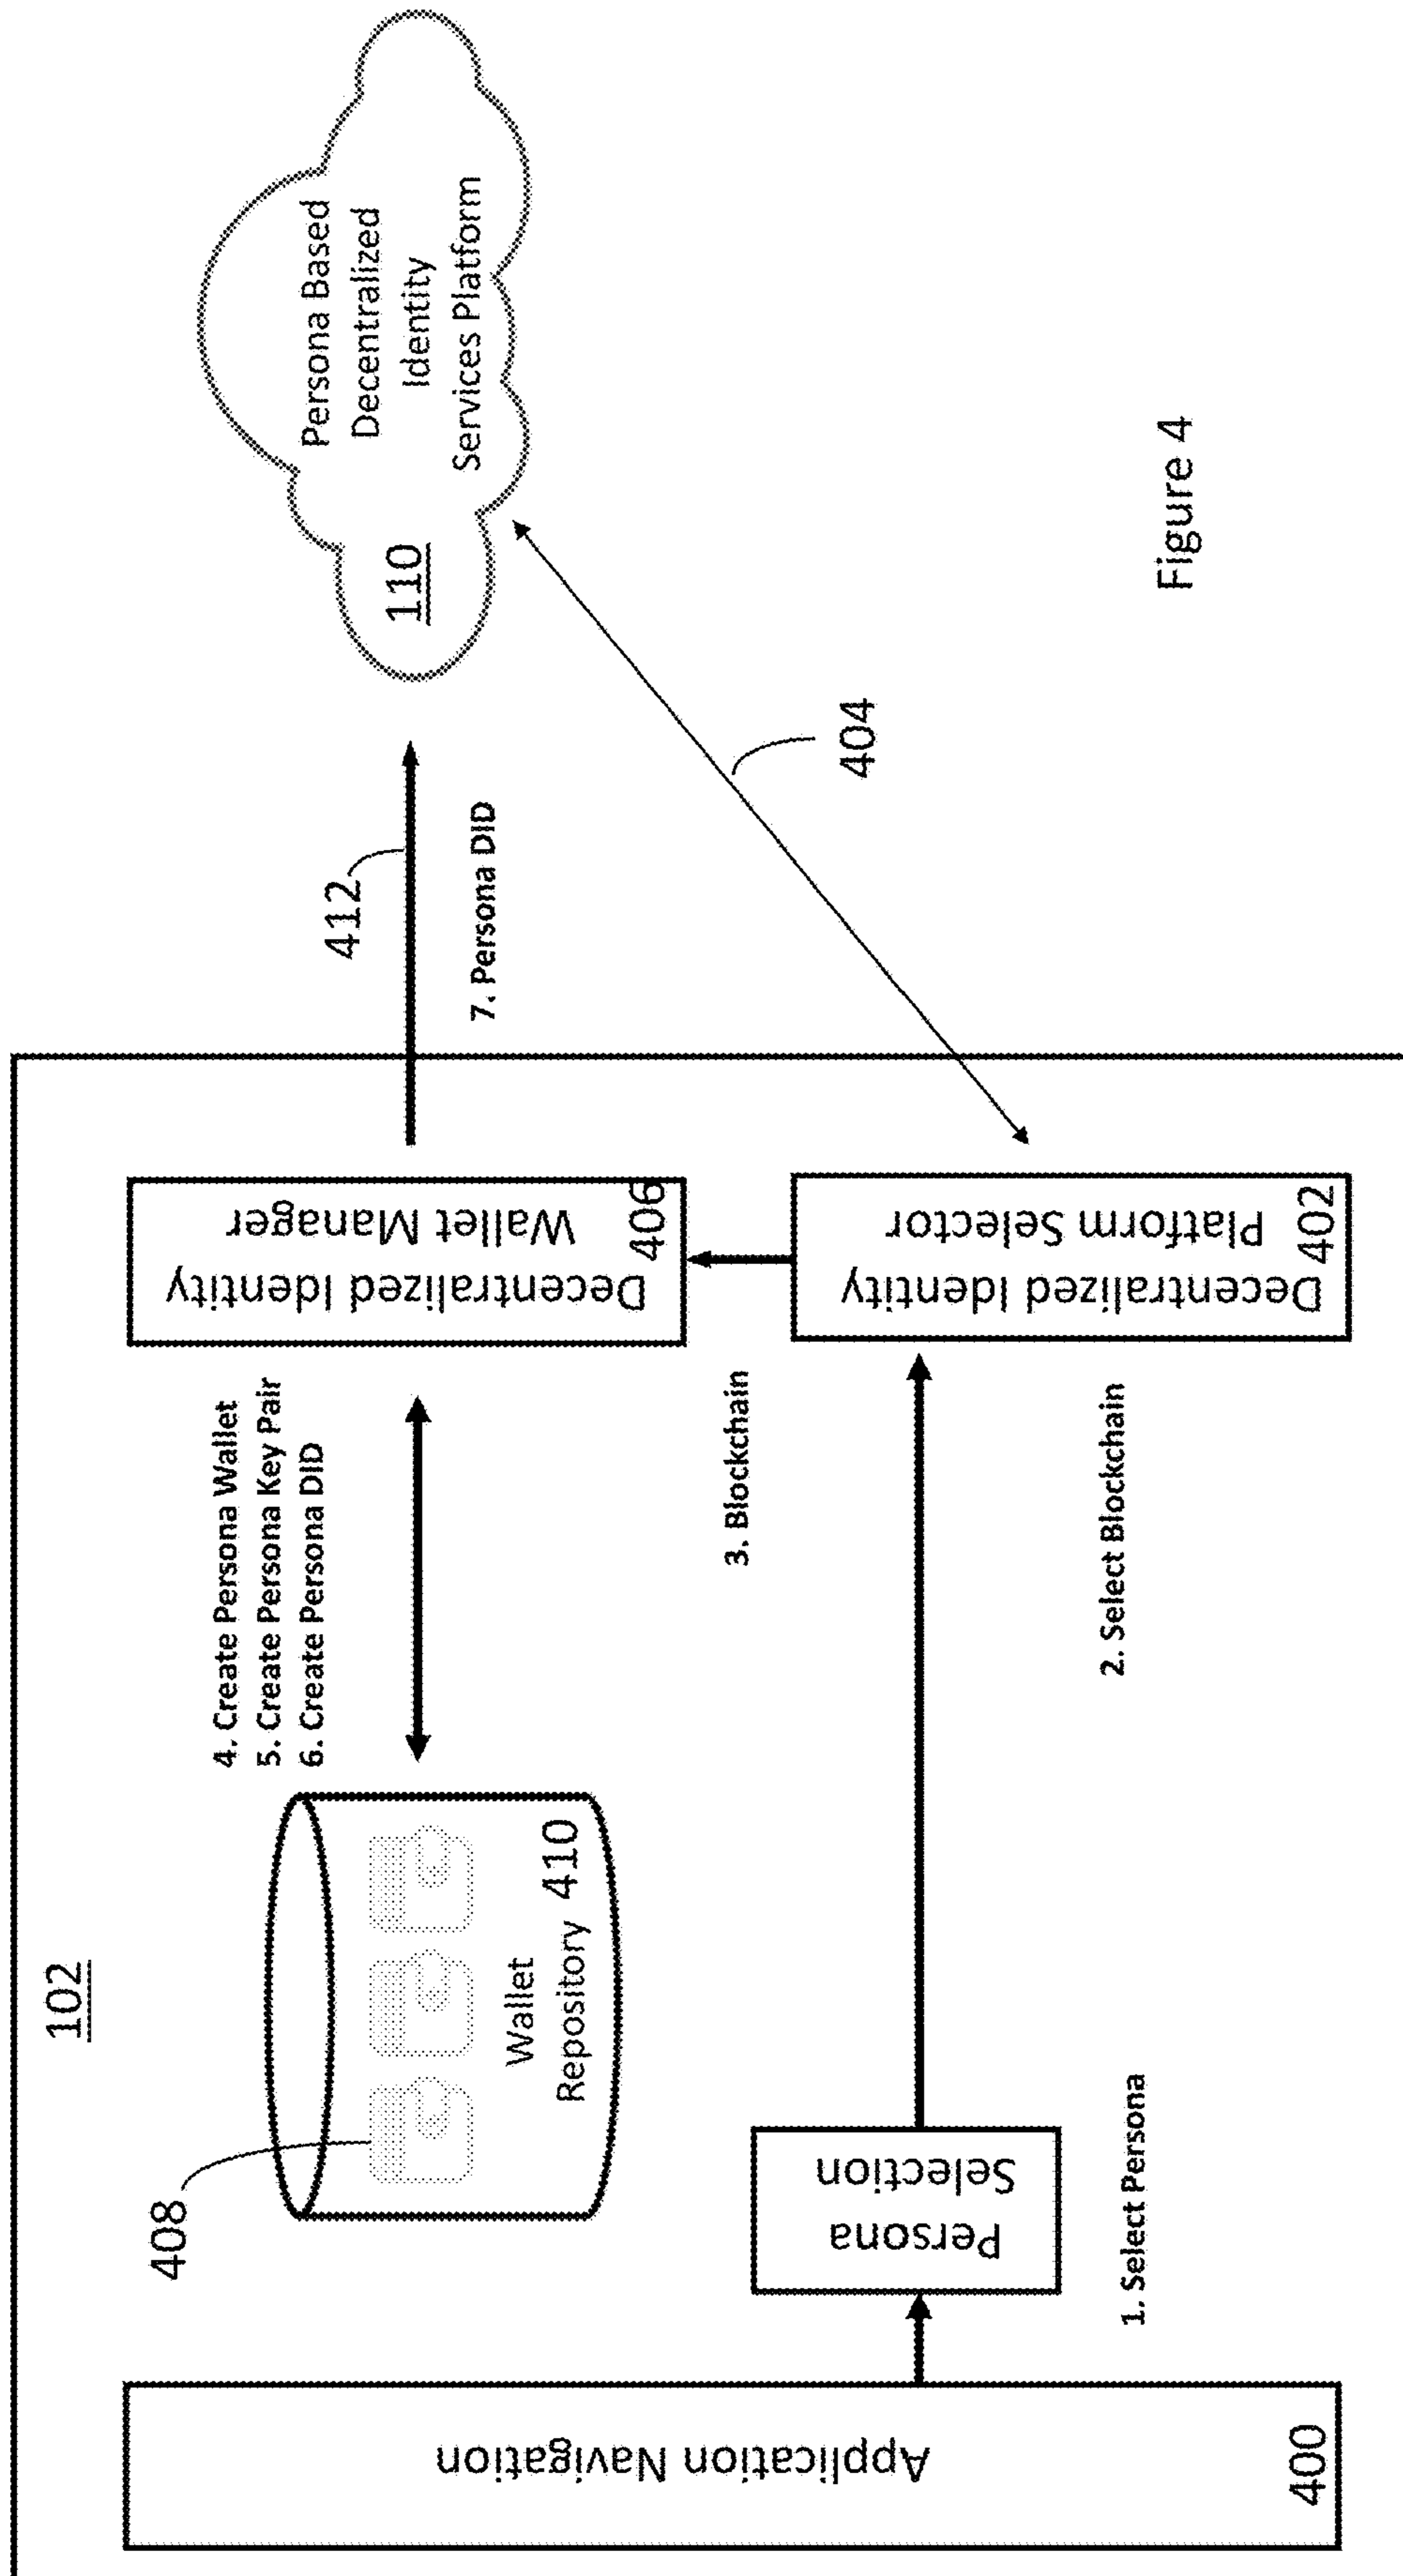 102
Application Navigation
400
408
Wallet
Repository 410
4. Create Persona Wallet
5. Create Persona Key Pair
6. Create Persona DID
Decentralized Identity
Wallet Manager
406
412
7. Persona DID
110
Persona Based
Decentralized
Identity
Services Platform
Persona
Selection
1. Select Persona
2. Select Blockchain
3. Blockchain
Decentralized Identity
Platform Selector
402
404
Figure 4